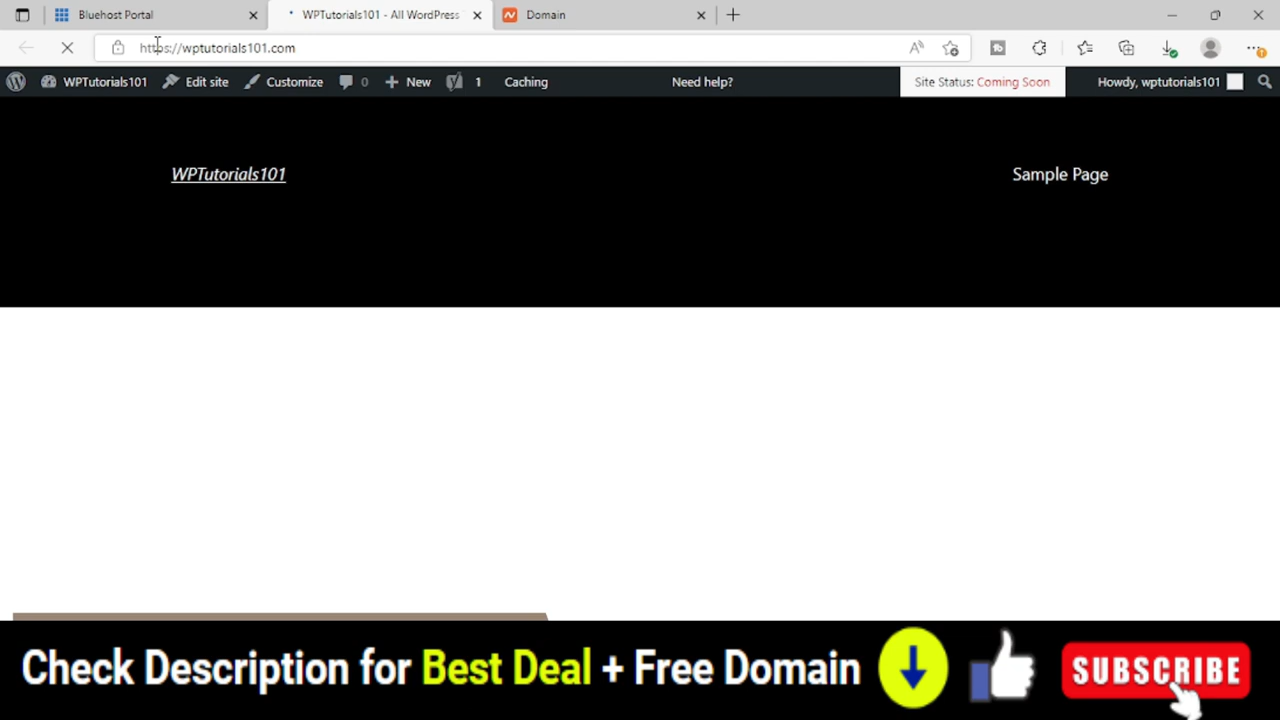 Bluehost Portal
WPTutorials101 - All WordPress
Domain
https://wptutorials101.com
WPTutorials101
Edit site
Customize
0
New
1
Caching
Need help?
Site Status: Coming Soon
Howdy, wptutorials101
WPTutorials101
Sample Page
Check Description for Best Deal + Free Domain
SUBSCRIBE